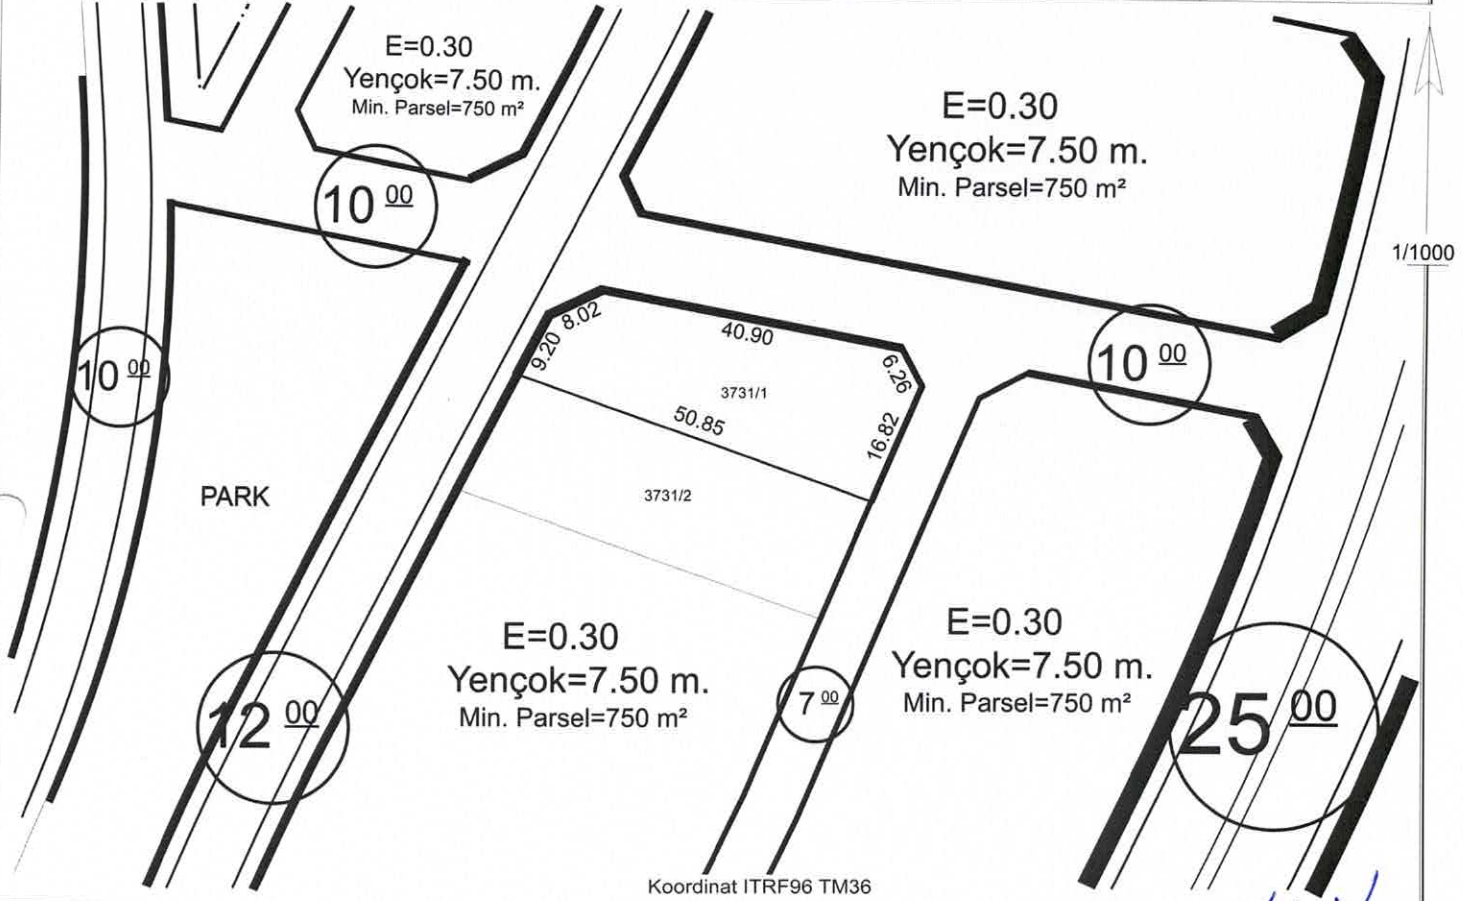 E=0.30
Yençok=7.50 m.
Min. Parsel=750 m²
E=0.30
Yençok=7.50 m.
Min. Parsel=750 m²
10 00
1/1000
8.02
40.90
9.20
10 00
10 00
6.26
3731/1
50.85
16.82
PARK
3731/2
E=0.30
Yençok=7.50 m.
Min. Parsel=750 m²
E=0.30
Yençok=7.50 m.
Min. Parsel=750 m²
7 00
12 00
25 00
Koordinat ITRF96 TM36